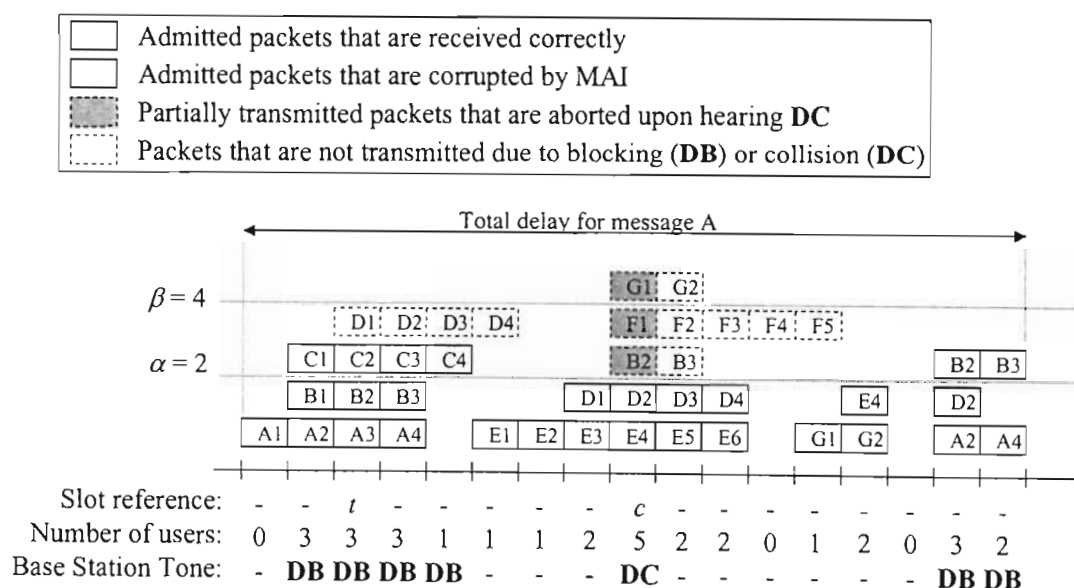 Admitted packets that are received correctly
Admitted packets that are corrupted by MAI
Partially transmitted packets that are aborted upon hearing DC
Packets that are not transmitted due to blocking (DB) or collision (DC)
Total delay for message A
G1 G2
β = 4
D1 D2 D3 D4 F1 F2 F3 F4 F5
α = 2 C1 C2 C3 C4 B2 B3 B2 B3
B1 B2 B3 D1 D2 D3 D4 E4 D2
A1 A2 A3 A4 E1 E2 E3 E4 E5 E6 G1 G2 A2 A4
Slot reference: - - t - - - - - c - - - - - - - -
Number of users: 0 3 3 3 1 1 1 2 5 2 2 0 1 2 0 3 2
Base Station Tone: - DB DB DB DB - - - DC - - - - - - DB DB